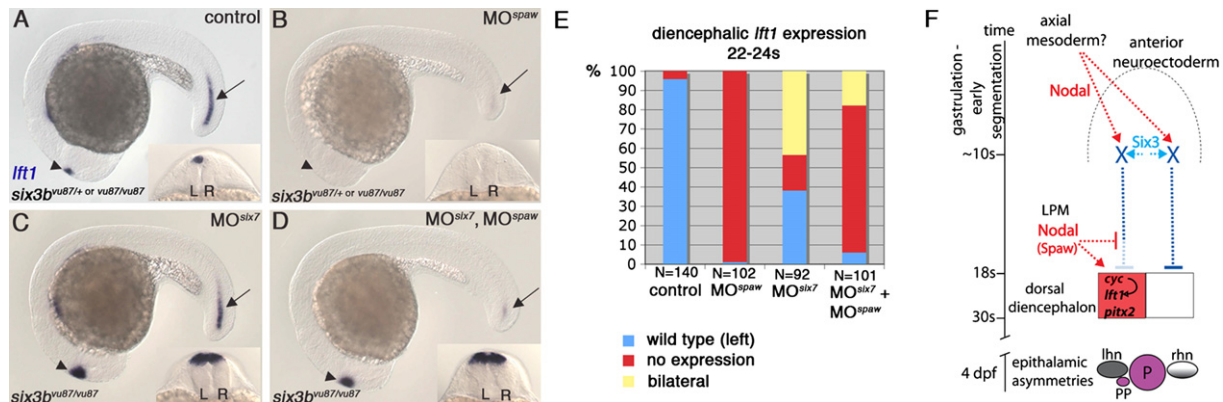 A
control
lft1
six3b^vu87/+ or vu87/vu87
L R
B
MO^spaw
six3b^vu87/+ or vu87/vu87
L R
C
MO^six7
six3b^vu87/vu87
L R
D
MO^six7, MO^spaw
six3b^vu87/vu87
L R
E
diencephalic lft1 expression
22-24s
%
100
90
80
70
60
50
40
30
20
10
0
N=140
control
N=102
MO^spaw
N=92
MO^six7
N=101
MO^six7 +
MO^spaw
wild type (left)
no expression
bilateral
F
time
gastrulation -
early
segmentation
axial
mesoderm?
anterior
neuroectoderm
Nodal
~10s
X
Six3
X
LPM
Nodal
(Spaw)
18s
dorsal
diencephalon
cyc
lft1
pitx2
30s
4 dpf
epithalamic
asymmetries
lhn
rhn
P
PP